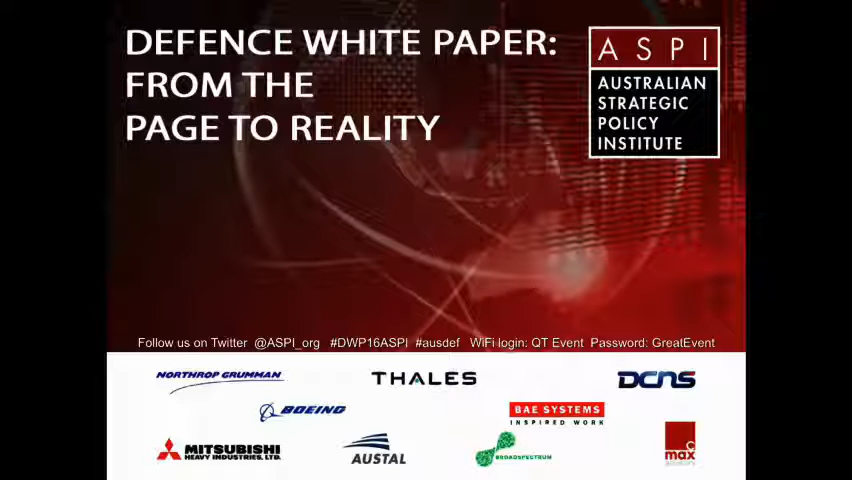 DEFENCE WHITE PAPER:
FROM THE
PAGE TO REALITY
ASPI
AUSTRALIAN
STRATEGIC
POLICY
INSTITUTE
Follow us on Twitter @ASPI_org #DWP16ASPI #ausdef WiFi login: QT Event Password: GreatEvent
NORTHROP GRUMMAN
THALES
DCNS
BOEING
BAE SYSTEMS
INSPIRED WORK
MITSUBISHI
HEAVY INDUSTRIES, LTD.
AUSTAL
BROADSPECTRUM
c
max